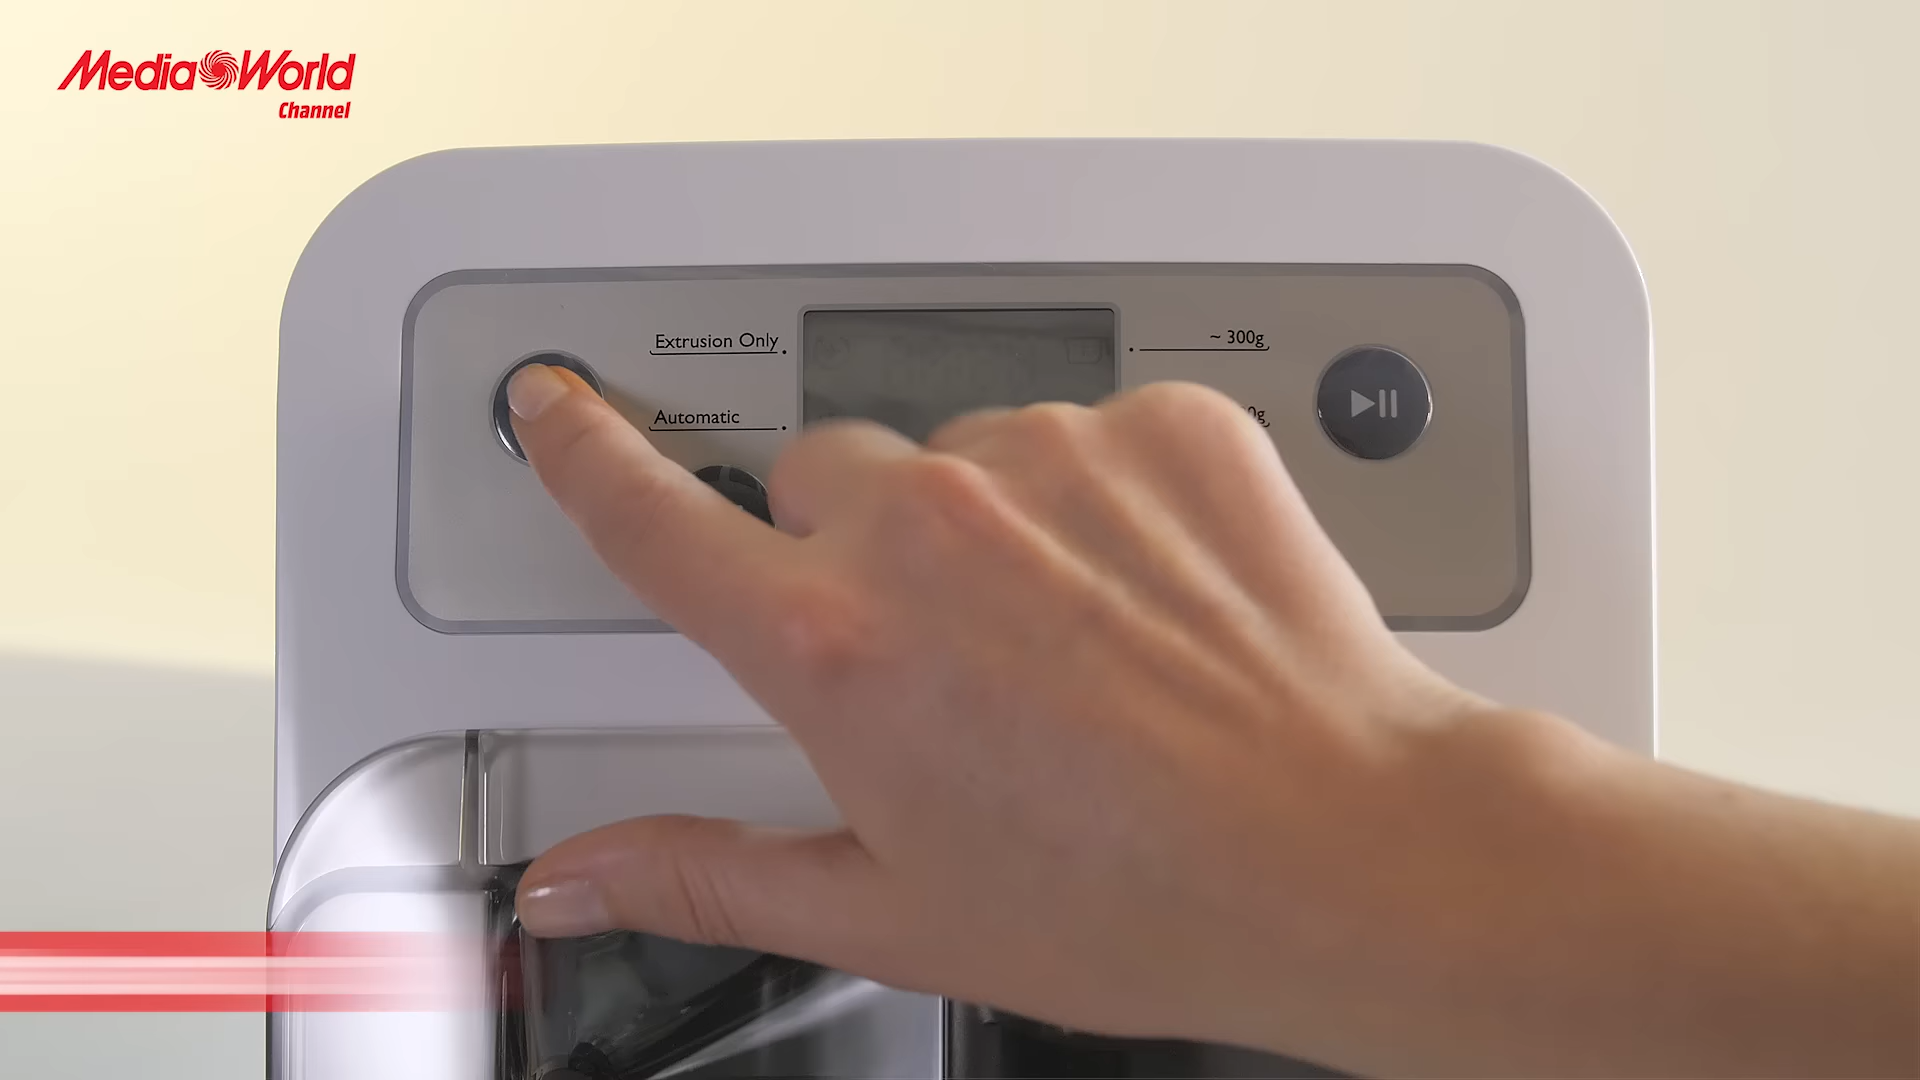 MediaWorld
Channel
Extrusion Only
~ 300g
Automatic